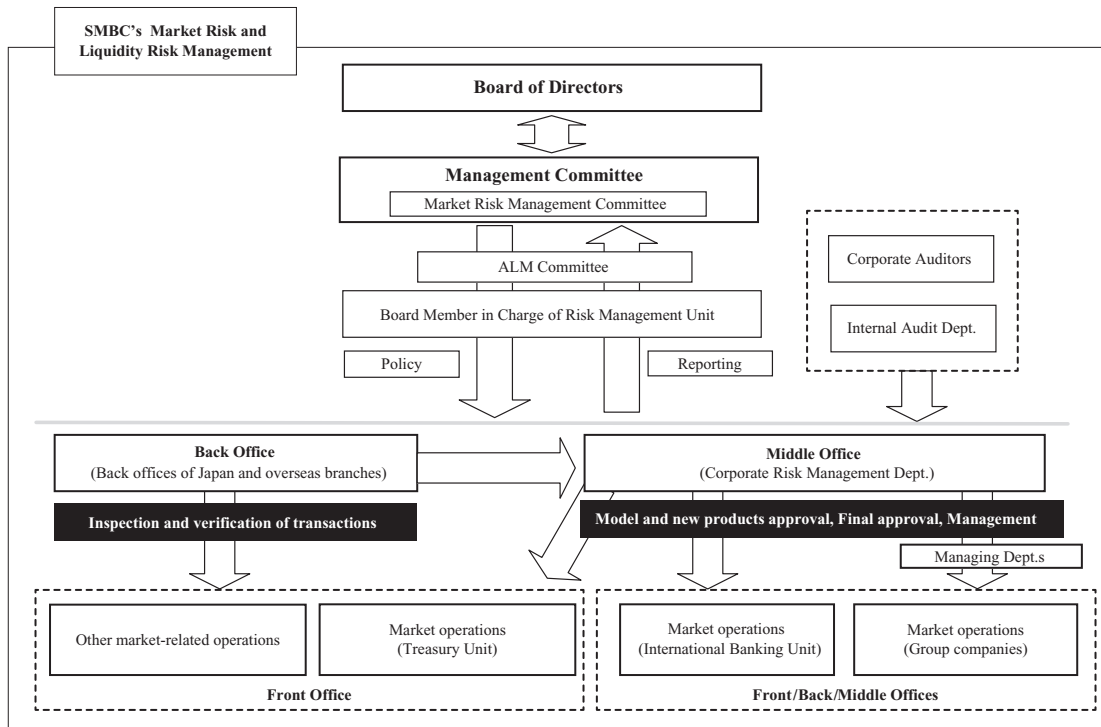 SMBC's Market Risk and
Liquidity Risk Management
Board of Directors
Management Committee
Market Risk Management Committee
ALM Committee
Board Member in Charge of Risk Management Unit
Policy
Reporting
Corporate Auditors
Internal Audit Dept.
Back Office
(Back offices of Japan and overseas branches)
Middle Office
(Corporate Risk Management Dept.)
Inspection and verification of transactions
Model and new products approval, Final approval, Management
Managing Dept.s
Other market-related operations
Market operations
(Treasury Unit)
Front Office
Market operations
(International Banking Unit)
Market operations
(Group companies)
Front/Back/Middle Offices